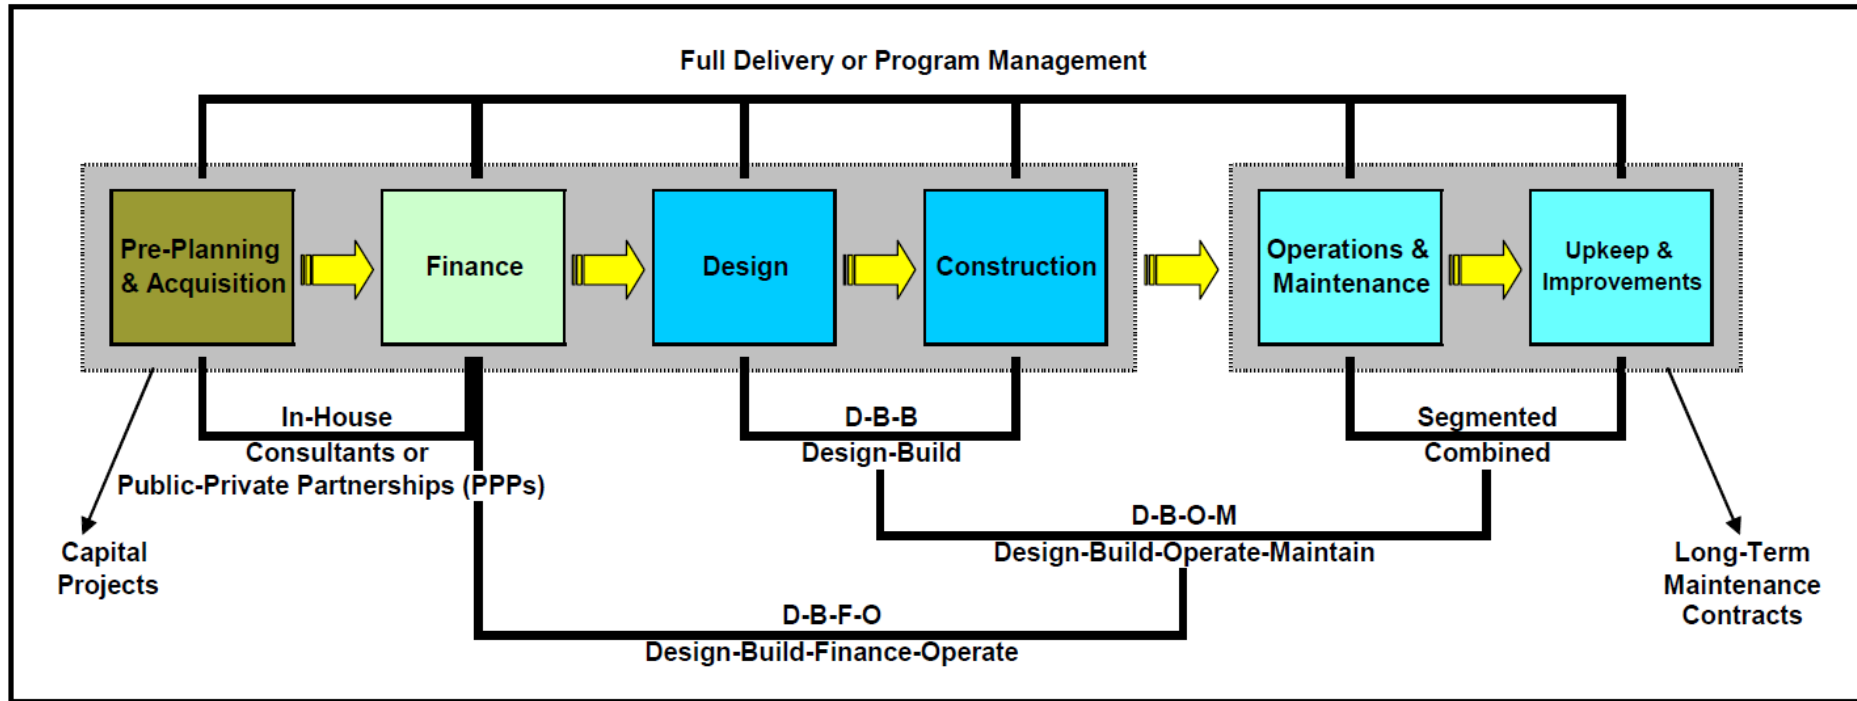 Full Delivery or Program Management
Pre-Planning
& Acquisition
Finance
Design
Construction
Operations &
Maintenance
Upkeep &
Improvements
In-House
Consultants or
Public-Private Partnerships (PPPs)
D-B-B
Design-Build
Segmented
Combined
D-B-O-M
Design-Build-Operate-Maintain
Capital
Projects
Long-Term
Maintenance
Contracts
D-B-F-O
Design-Build-Finance-Operate